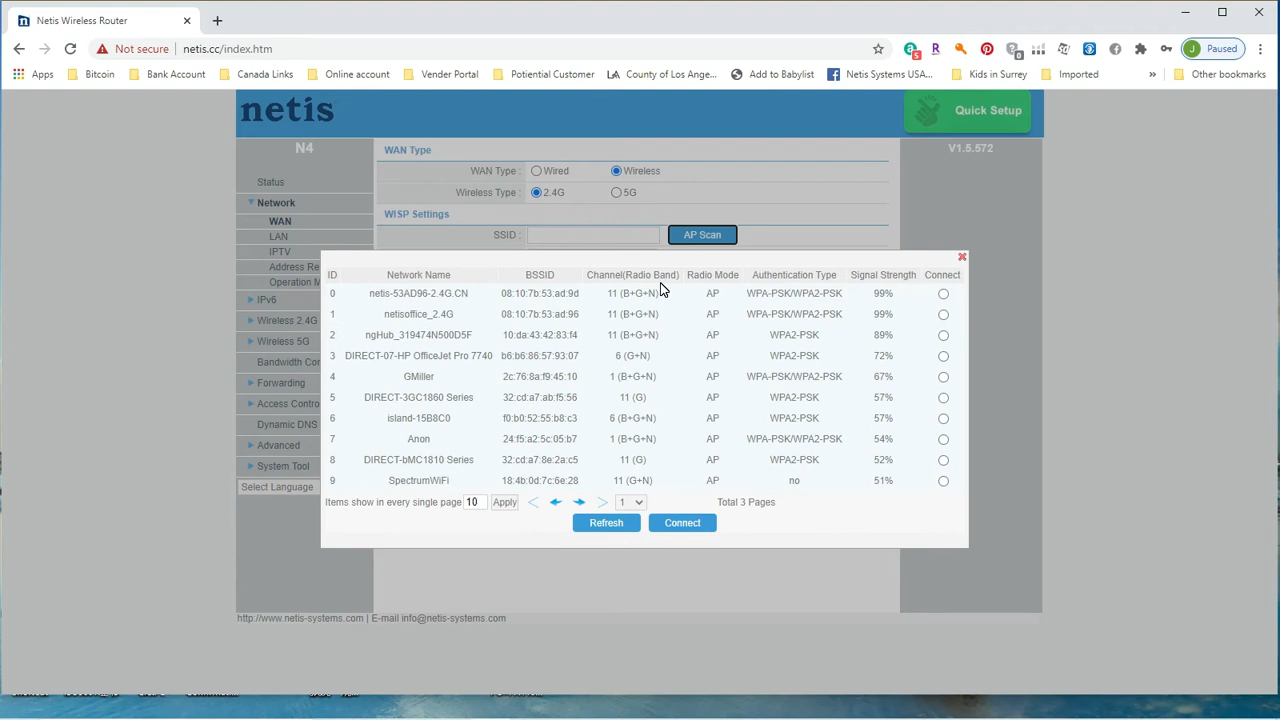 Netis Wireless Router
Not secure netis.cc/index.htm
5
0
J Paused
Apps Bitcoin Bank Account Canada Links Online account Vender Portal Potiential Customer County of Los Ange... Add to Babylist Netis Systems USA... Kids in Surrey Imported » Other bookmarks
netis
Quick Setup
N4
V1.5.572
Status
Network
WAN
LAN
IPTV
Address Re
Operation M
IPv6
Wireless 2.4G
Wireless 5G
Bandwidth Con
Forwarding
Access Contro
Dynamic DNS
Advanced
System Tool
Select Language
WAN Type
WAN Type : Wired Wireless
Wireless Type : 2.4G 5G
WISP Settings
SSID : AP Scan
ID Network Name BSSID Channel(Radio Band) Radio Mode Authentication Type Signal Strength Connect
0 netis-53AD96-2.4G.CN 08:10:7b:53:ad:9d 11 (B+G+N) AP WPA-PSK/WPA2-PSK 99%
1 netisoffice_2.4G 08:10:7b:53:ad:96 11 (B+G+N) AP WPA-PSK/WPA2-PSK 99%
2 ngHub_319474N500D5F 10:da:43:42:83:f4 11 (B+G+N) AP WPA2-PSK 89%
3 DIRECT-07-HP OfficeJet Pro 7740 b6:b6:86:57:93:07 6 (G+N) AP WPA2-PSK 72%
4 GMiller 2c:76:8a:f9:45:10 1 (B+G+N) AP WPA-PSK/WPA2-PSK 67%
5 DIRECT-3GC1860 Series 32:cd:a7:ab:f5:56 11 (G) AP WPA2-PSK 57%
6 island-15B8C0 f0:b0:52:55:b8:c3 6 (B+G+N) AP WPA2-PSK 57%
7 Anon 24:f5:a2:5c:05:b7 1 (B+G+N) AP WPA-PSK/WPA2-PSK 54%
8 DIRECT-bMC1810 Series 32:cd:a7:8e:2a:c5 11 (G) AP WPA2-PSK 52%
9 SpectrumWiFi 18:4b:0d:7c:6e:28 11 (G+N) AP no 51%
Items show in every single page 10 Apply 1 Total 3 Pages
Refresh Connect
http://www.netis-systems.com | E-mail info@netis-systems.com